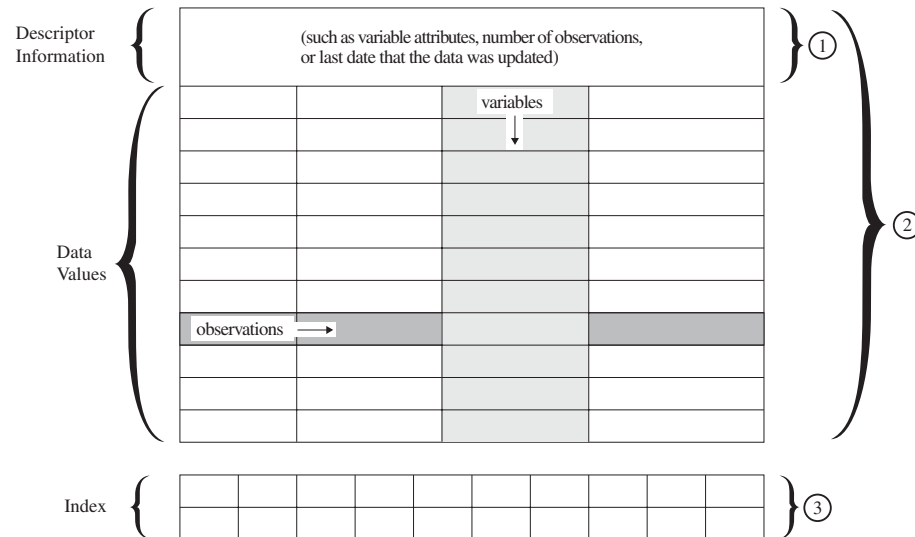 Descriptor
Information
(such as variable attributes, number of observations,
or last date that the data was updated)
1
variables
2
Data
Values
observations
Index
3